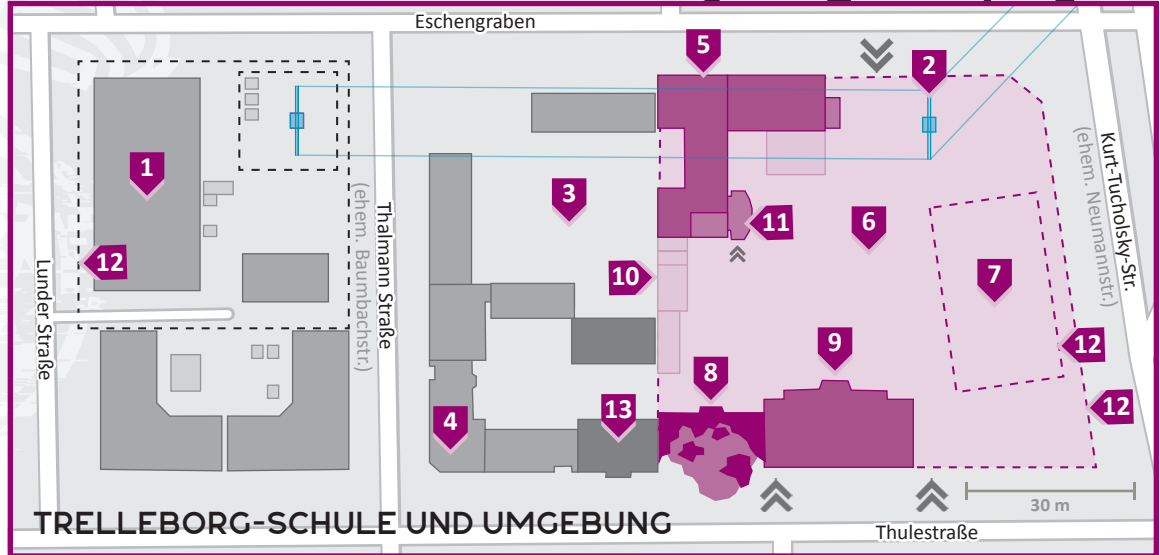 Eschengraben
5
2
1
3
11
6
12
10
7
Lunder Straße
Thalmann Straße
(ehem. Baumbachstr.)
Kurt-Tucholsky-Str.
(ehem. Neumannstr.)
9
12
8
12
4
13
30 m
TRELLEBORG-SCHULE UND UMGEBUNG
Thulestraße